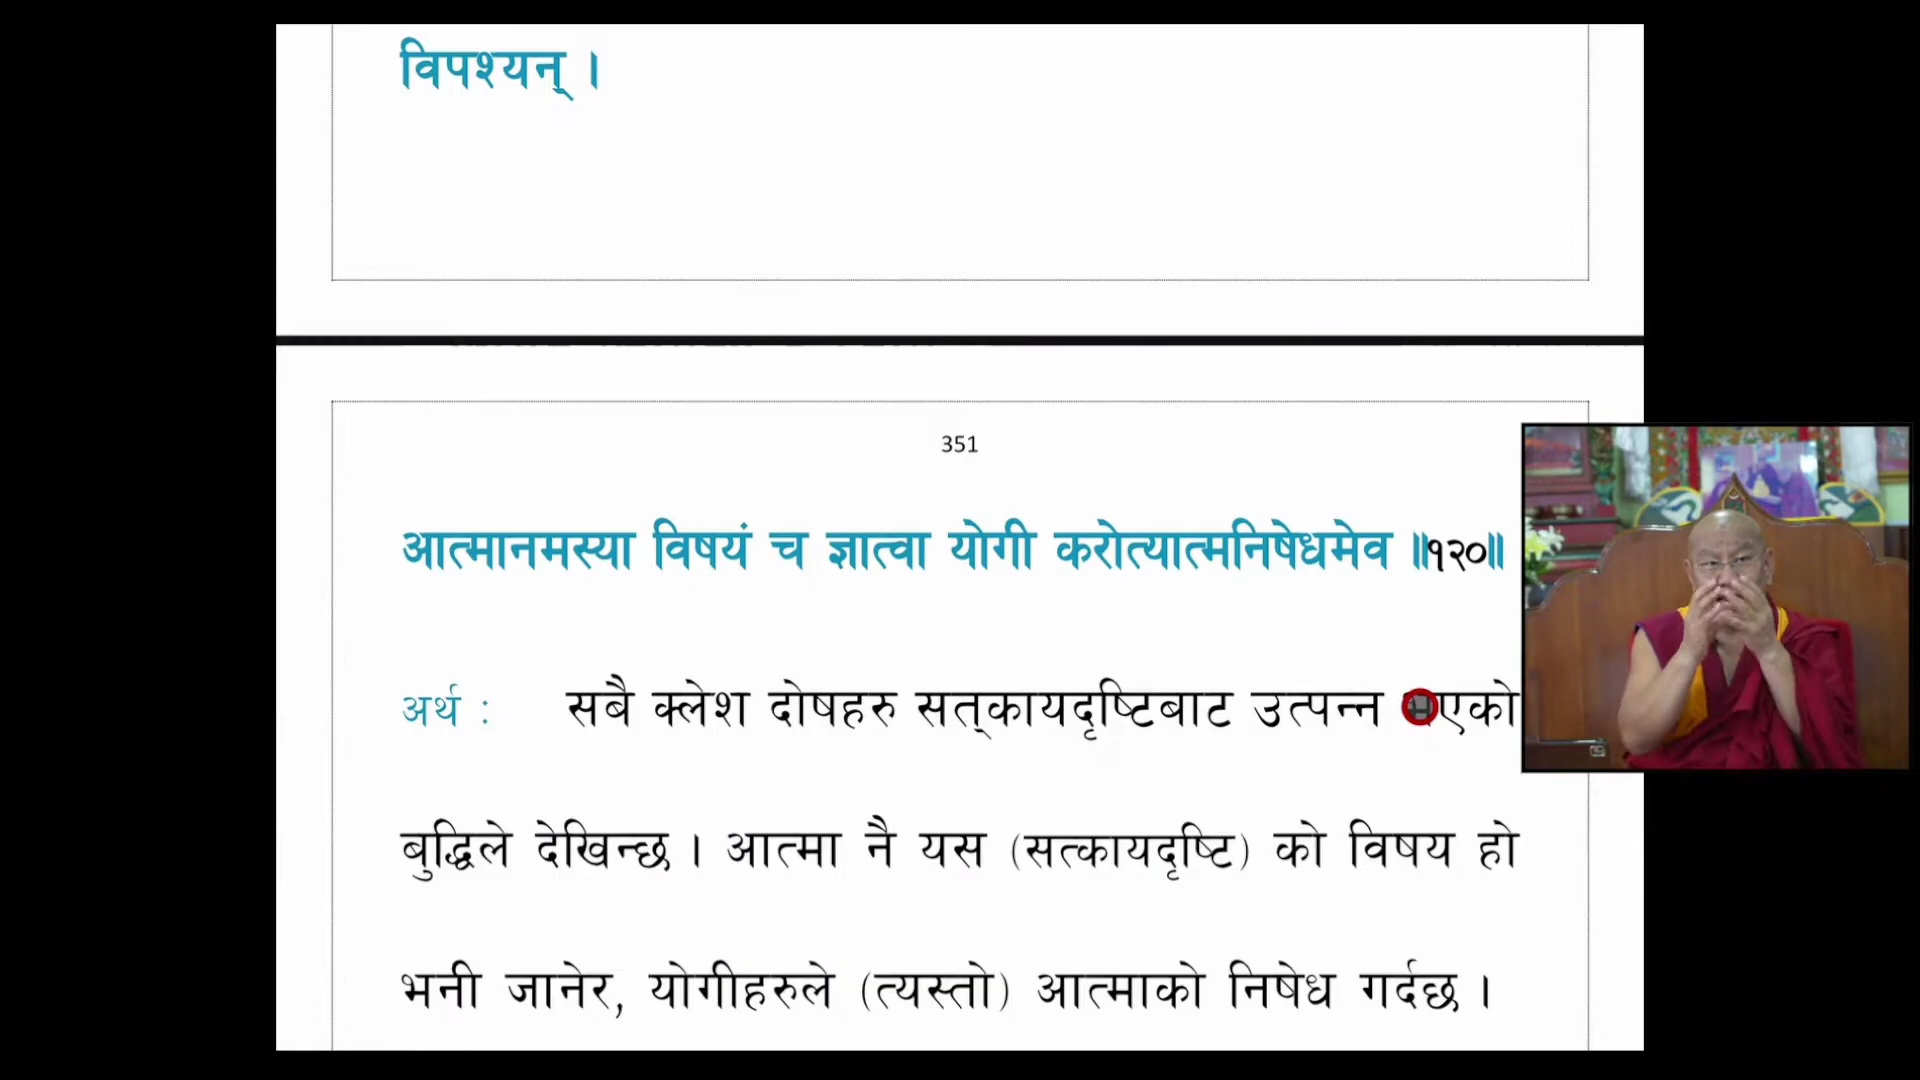 विपश्यन् ।
351
आत्मानमस्या विषयं च ज्ञात्वा योगी करोत्यात्मनिषेधमेव ॥१२०॥
अर्थ : सबै क्लेश दोषहरु सत्‌कायदृष्टिबाट उत्पन्न
बुद्धिले देखिन्छ । आत्मा नै यस (सत्कायदृष्टि) को विषय हो
भनी जानेर, योगीहरुले (त्यस्तो) आत्माको निषेध गर्दछ ।